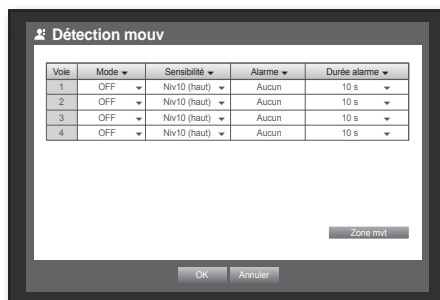 Détection mouv
Voie Mode Sensibilité Alarme Durée alarme
1 OFF Niv10 (haut) Aucun 10 s
2 OFF Niv10 (haut) Aucun 10 s
3 OFF Niv10 (haut) Aucun 10 s
4 OFF Niv10 (haut) Aucun 10 s
Zone mvt
OK Annuler